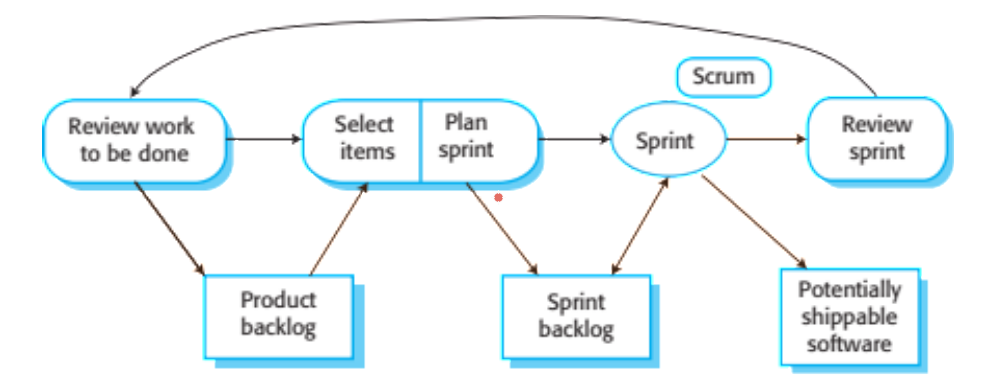 Scrum
Review work
to be done
Select
items
Plan
sprint
Sprint
Review
sprint
Product
backlog
Sprint
backlog
Potentially
shippable
software